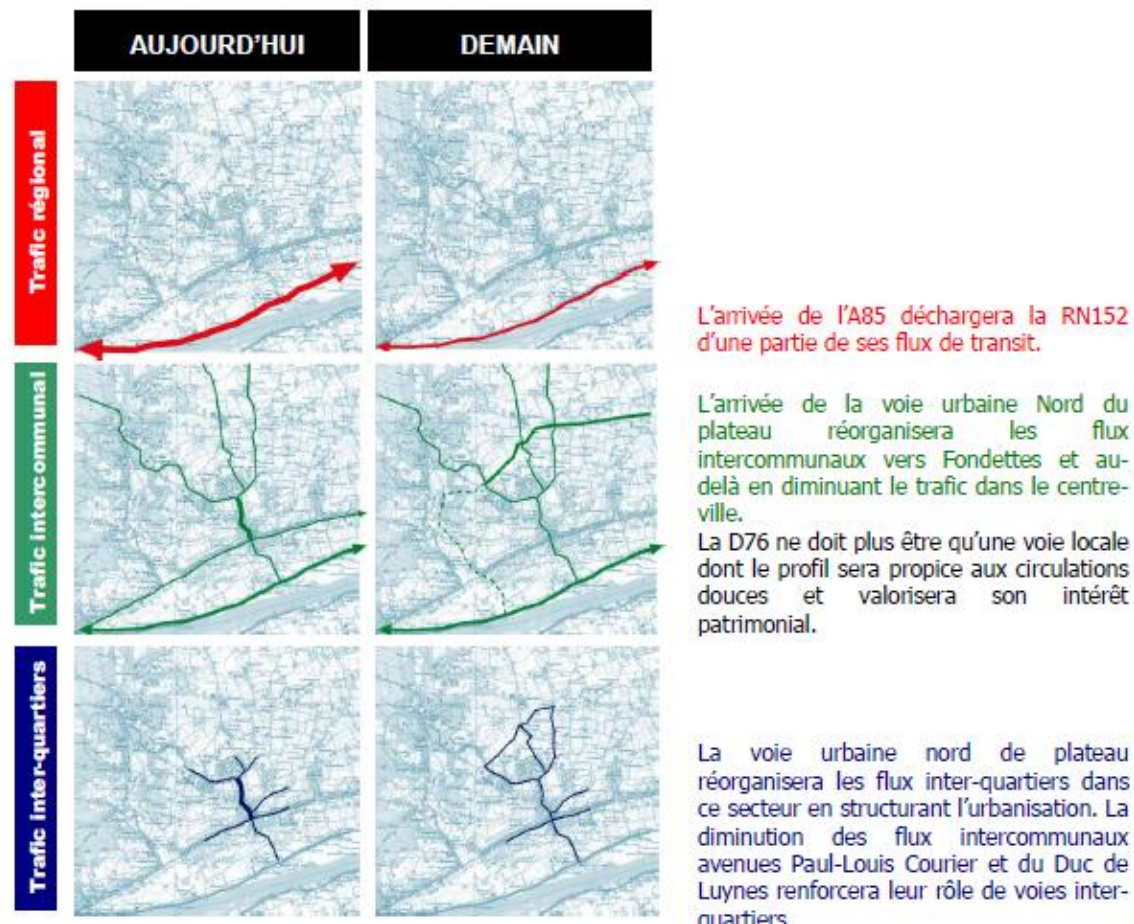 AUJOURD'HUI
DEMAIN
Trafic régional
L'arrivée de l'A85 déchargera la RN152
d'une partie de ses flux de transit.
Trafic intercommunal
L'arrivée de la voie urbaine Nord du
plateau réorganisera les flux
intercommunaux vers Fondettes et au-
delà en diminuant le trafic dans le centre-
ville.
La D76 ne doit plus être qu'une voie locale
dont le profil sera propice aux circulations
douces et valorisera son intérêt
patrimonial.
Trafic inter-quartiers
La voie urbaine nord de plateau
réorganisera les flux inter-quartiers dans
ce secteur en structurant l'urbanisation. La
diminution des flux intercommunaux
avenues Paul-Louis Courier et du Duc de
Luynes renforcera leur rôle de voies inter-
quartiers.